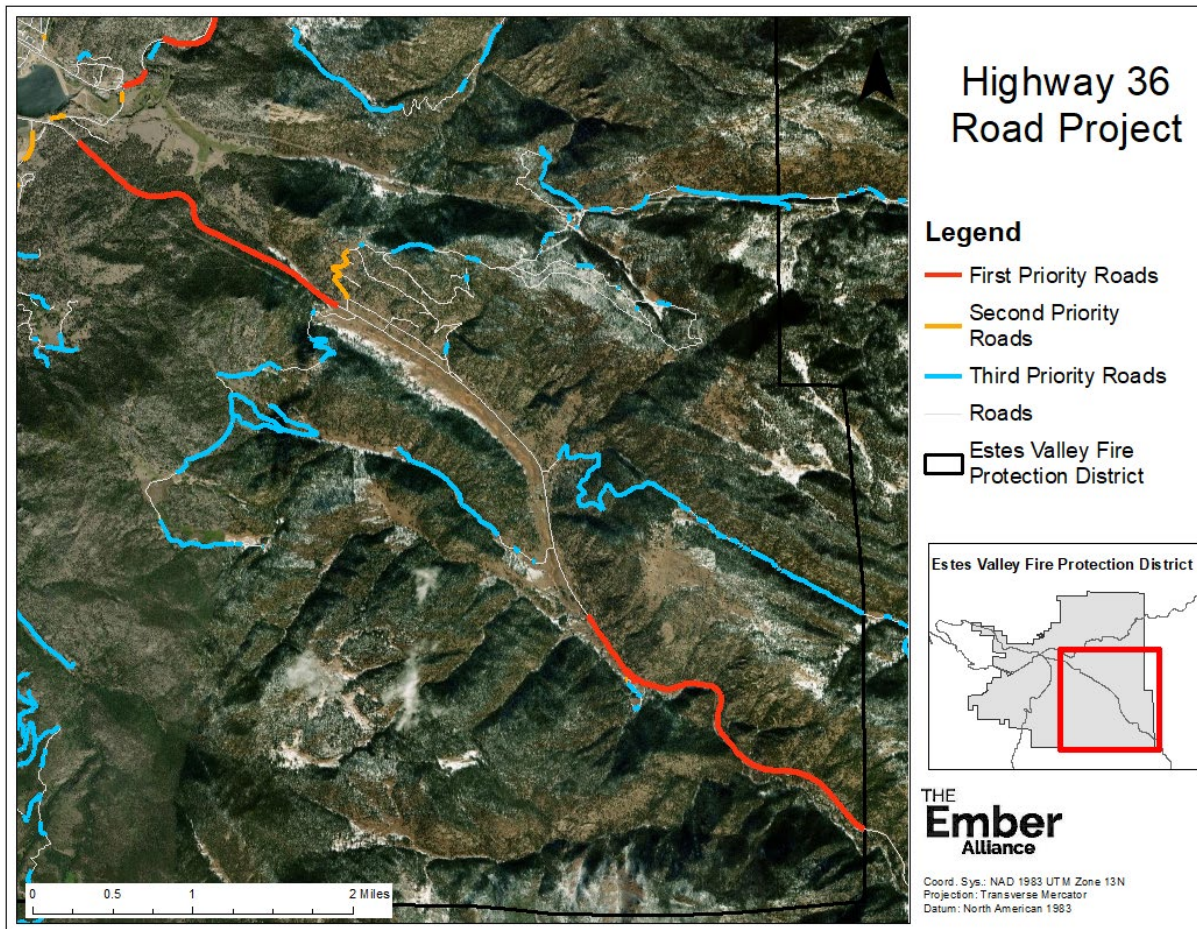 Highway 36
Road Project
Legend
First Priority Roads
Second Priority
Roads
Third Priority Roads
Roads
Estes Valley Fire
Protection District
Estes Valley Fire Protection District
THE
Ember
Alliance
Coord. Sys.: NAD 1983 UTM Zone 13N
Projection: Transverse Mercator
Datum: North American 1983
0 0.5 1 2 Miles